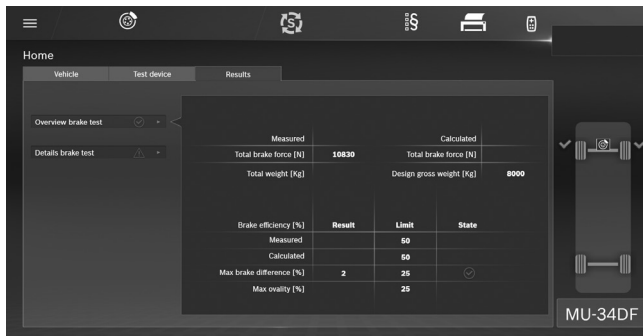 S
§
Home
Vehicle Test device Results
Overview brake test
Details brake test
Measured Calculated
Total brake force [N] 10830 Total brake force [N]
Total weight [Kg] Design gross weight [Kg] 8000
Brake efficiency [%] Result Limit State
Measured 50
Calculated 50
Max brake difference [%] 2 25
Max ovality [%] 25
MU-34DF